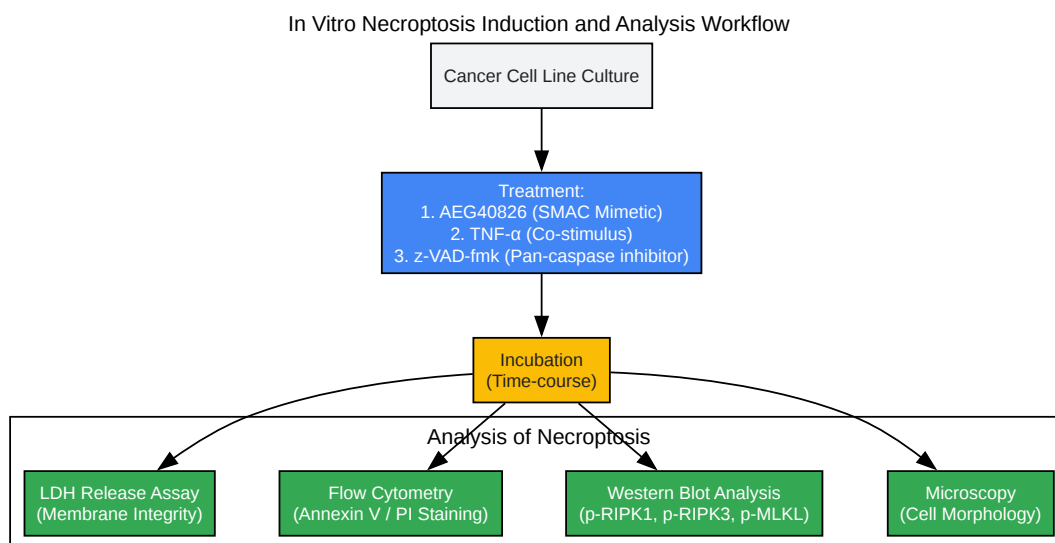 In Vitro Necroptosis Induction and Analysis Workflow
Cancer Cell Line Culture
Treatment:
1. AEG40826 (SMAC Mimetic)
2. TNF-α (Co-stimulus)
3. z-VAD-fmk (Pan-caspase inhibitor)
Incubation
(Time-course)
Analysis of Necroptosis
LDH Release Assay
(Membrane Integrity)
Flow Cytometry
(Annexin V / PI Staining)
Western Blot Analysis
(p-RIPK1, p-RIPK3, p-MLKL)
Microscopy
(Cell Morphology)